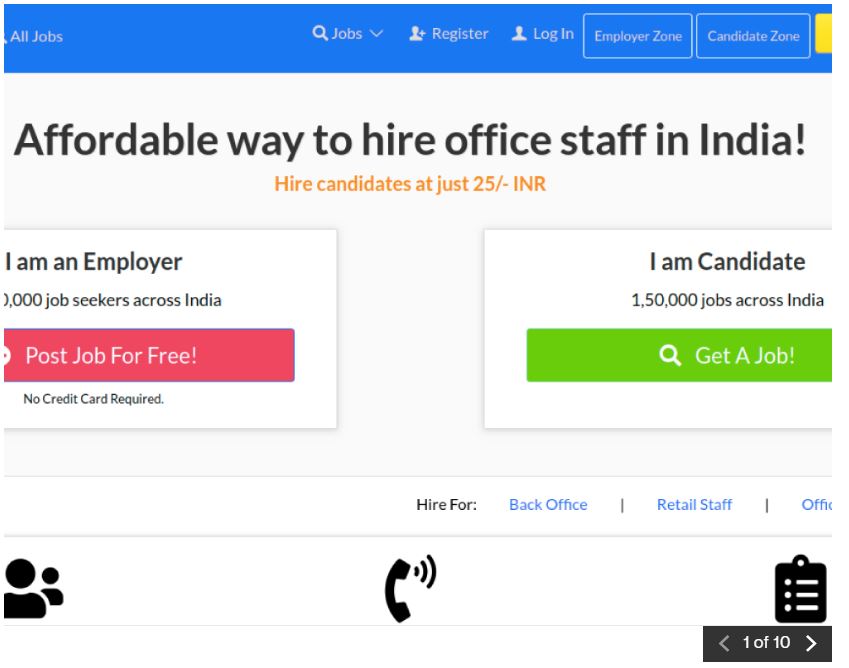 All Jobs
Jobs
Register
Log In
Employer Zone
Candidate Zone
Affordable way to hire office staff in India!
Hire candidates at just 25/- INR
I am an Employer
0,000 job seekers across India
Post Job For Free!
No Credit Card Required.
I am Candidate
1,50,000 jobs across India
Get A Job!
Hire For: Back Office | Retail Staff |
1 of 10